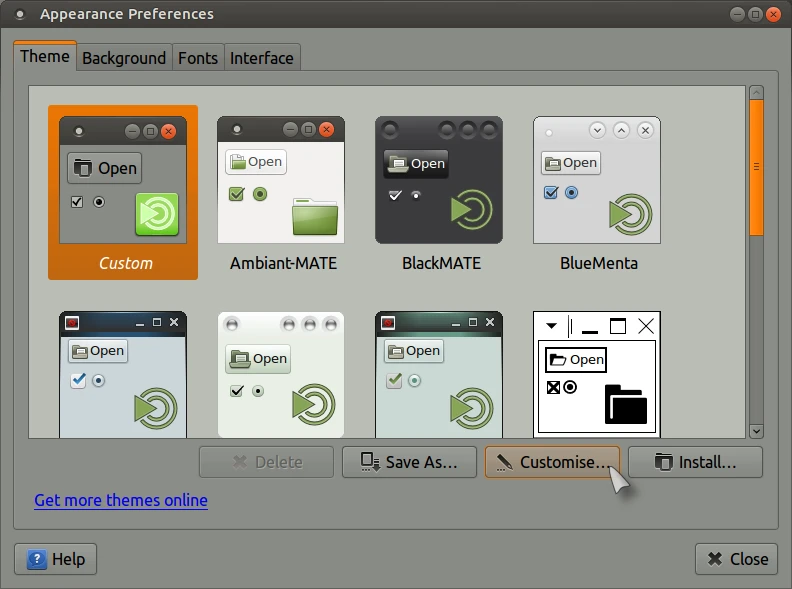 Appearance Preferences
Theme
Background
Fonts
Interface
Open
Open
Open
Open
Custom
Ambiant-MATE
BlackMATE
BlueMenta
Open
Open
Open
Open
Delete
Save As...
Customise...
Install...
Get more themes online
? Help
Close